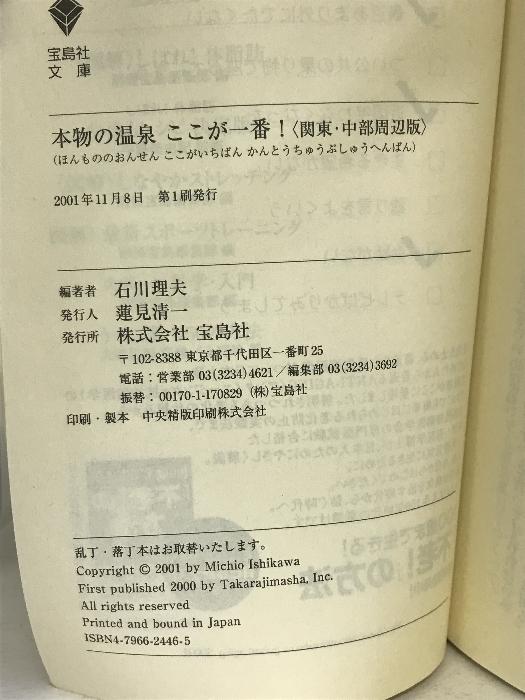 宝島社
文庫
本物の温泉 ここが一番！〈関東・中部周辺版〉
（ほんもののおんせん ここがいちばん かんとうちゅうぶしゅうへんばん）
2001年11月8日　第1刷発行
編著者　石川理夫
発行人　蓮見清一
発行所　株式会社 宝島社
〒102-8388 東京都千代田区一番町25
電話：営業部 03(3234)4621／編集部 03(3234)3692
振替：00170-1-170829 (株)宝島社
印刷・製本　中央精版印刷株式会社
乱丁・落丁本はお取替いたします。
Copyright © 2001 by Michio Ishikawa
First published 2000 by Takarajimasha, Inc.
All rights reserved
Printed and bound in Japan
ISBN4-7966-2446-5